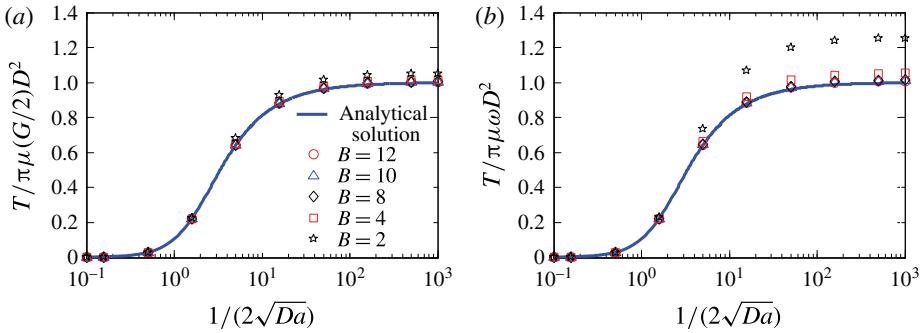 (a)
T/πμ(G/2)D²
1.4
1.2
1.0
0.8
0.6
0.4
0.2
0
10⁻¹ 10⁰ 10¹ 10² 10³
1/(2√Da)
Analytical
solution
B = 12
B = 10
B = 8
B = 4
B = 2
(b)
T/πμωD²
1.4
1.2
1.0
0.8
0.6
0.4
0.2
0
10⁻¹ 10⁰ 10¹ 10² 10³
1/(2√Da)